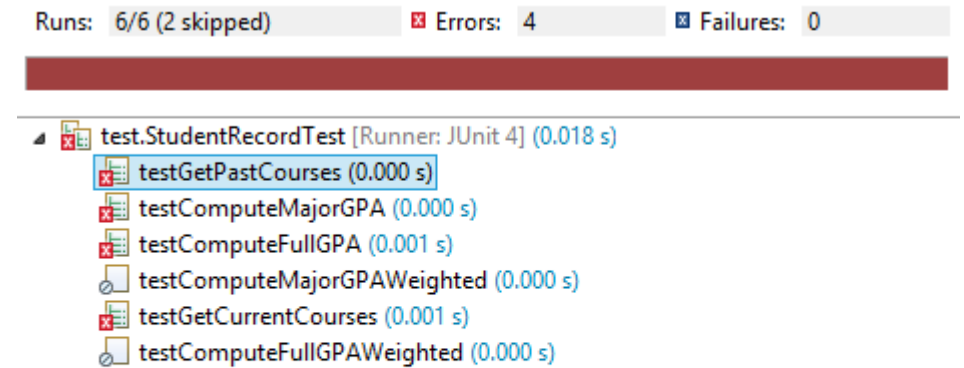 Runs: 6/6 (2 skipped) Errors: 4 Failures: 0
test.StudentRecordTest [Runner: JUnit 4] (0.018 s)
testGetPastCourses (0.000 s)
testComputeMajorGPA (0.000 s)
testComputeFullGPA (0.001 s)
testComputeMajorGPAWeighted (0.000 s)
testGetCurrentCourses (0.001 s)
testComputeFullGPAWeighted (0.000 s)